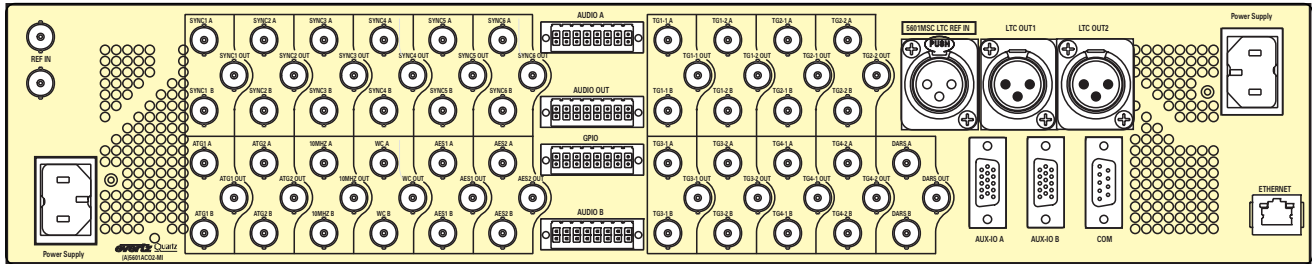 SYNC1 A SYNC2 A SYNC3 A SYNC4 A SYNC5 A SYNC6 A AUDIO A TG1-1 A TG1-2 A TG2-1 A TG2-2 A 5601MSC LTC REF IN LTC OUT1 LTC OUT2 Power Supply
PUSH
REF IN
SYNC1 OUT SYNC2 OUT SYNC3 OUT SYNC4 OUT SYNC5 OUT SYNC6 OUT TG1-1 OUT TG1-2 OUT TG2-1 OUT TG2-2 OUT
SYNC1 B SYNC2 B SYNC3 B SYNC4 B SYNC5 B SYNC6 B AUDIO OUT TG1-1 B TG1-2 B TG2-1 B TG2-2 B
GPIO
ATG1 A ATG2 A 10MHZ A WC A AES1 A AES2 A TG3-1 A TG3-2 A TG4-1 A TG4-2 A DARS A
ATG1 OUT ATG2 OUT 10MHZ OUT WC OUT AES1 OUT AES2 OUT TG3-1 OUT TG3-2 OUT TG4-1 OUT TG4-2 OUT DARS OUT
ETHERNET
ATG1 B ATG2 B 10MHZ B WC B AES1 B AES2 B AUDIO B TG3-1 B TG3-2 B TG4-1 B TG4-2 B DARS B
AUX-IO A AUX-IO B COM
evertz Quartz
Power Supply (A)5601ACO2-MI